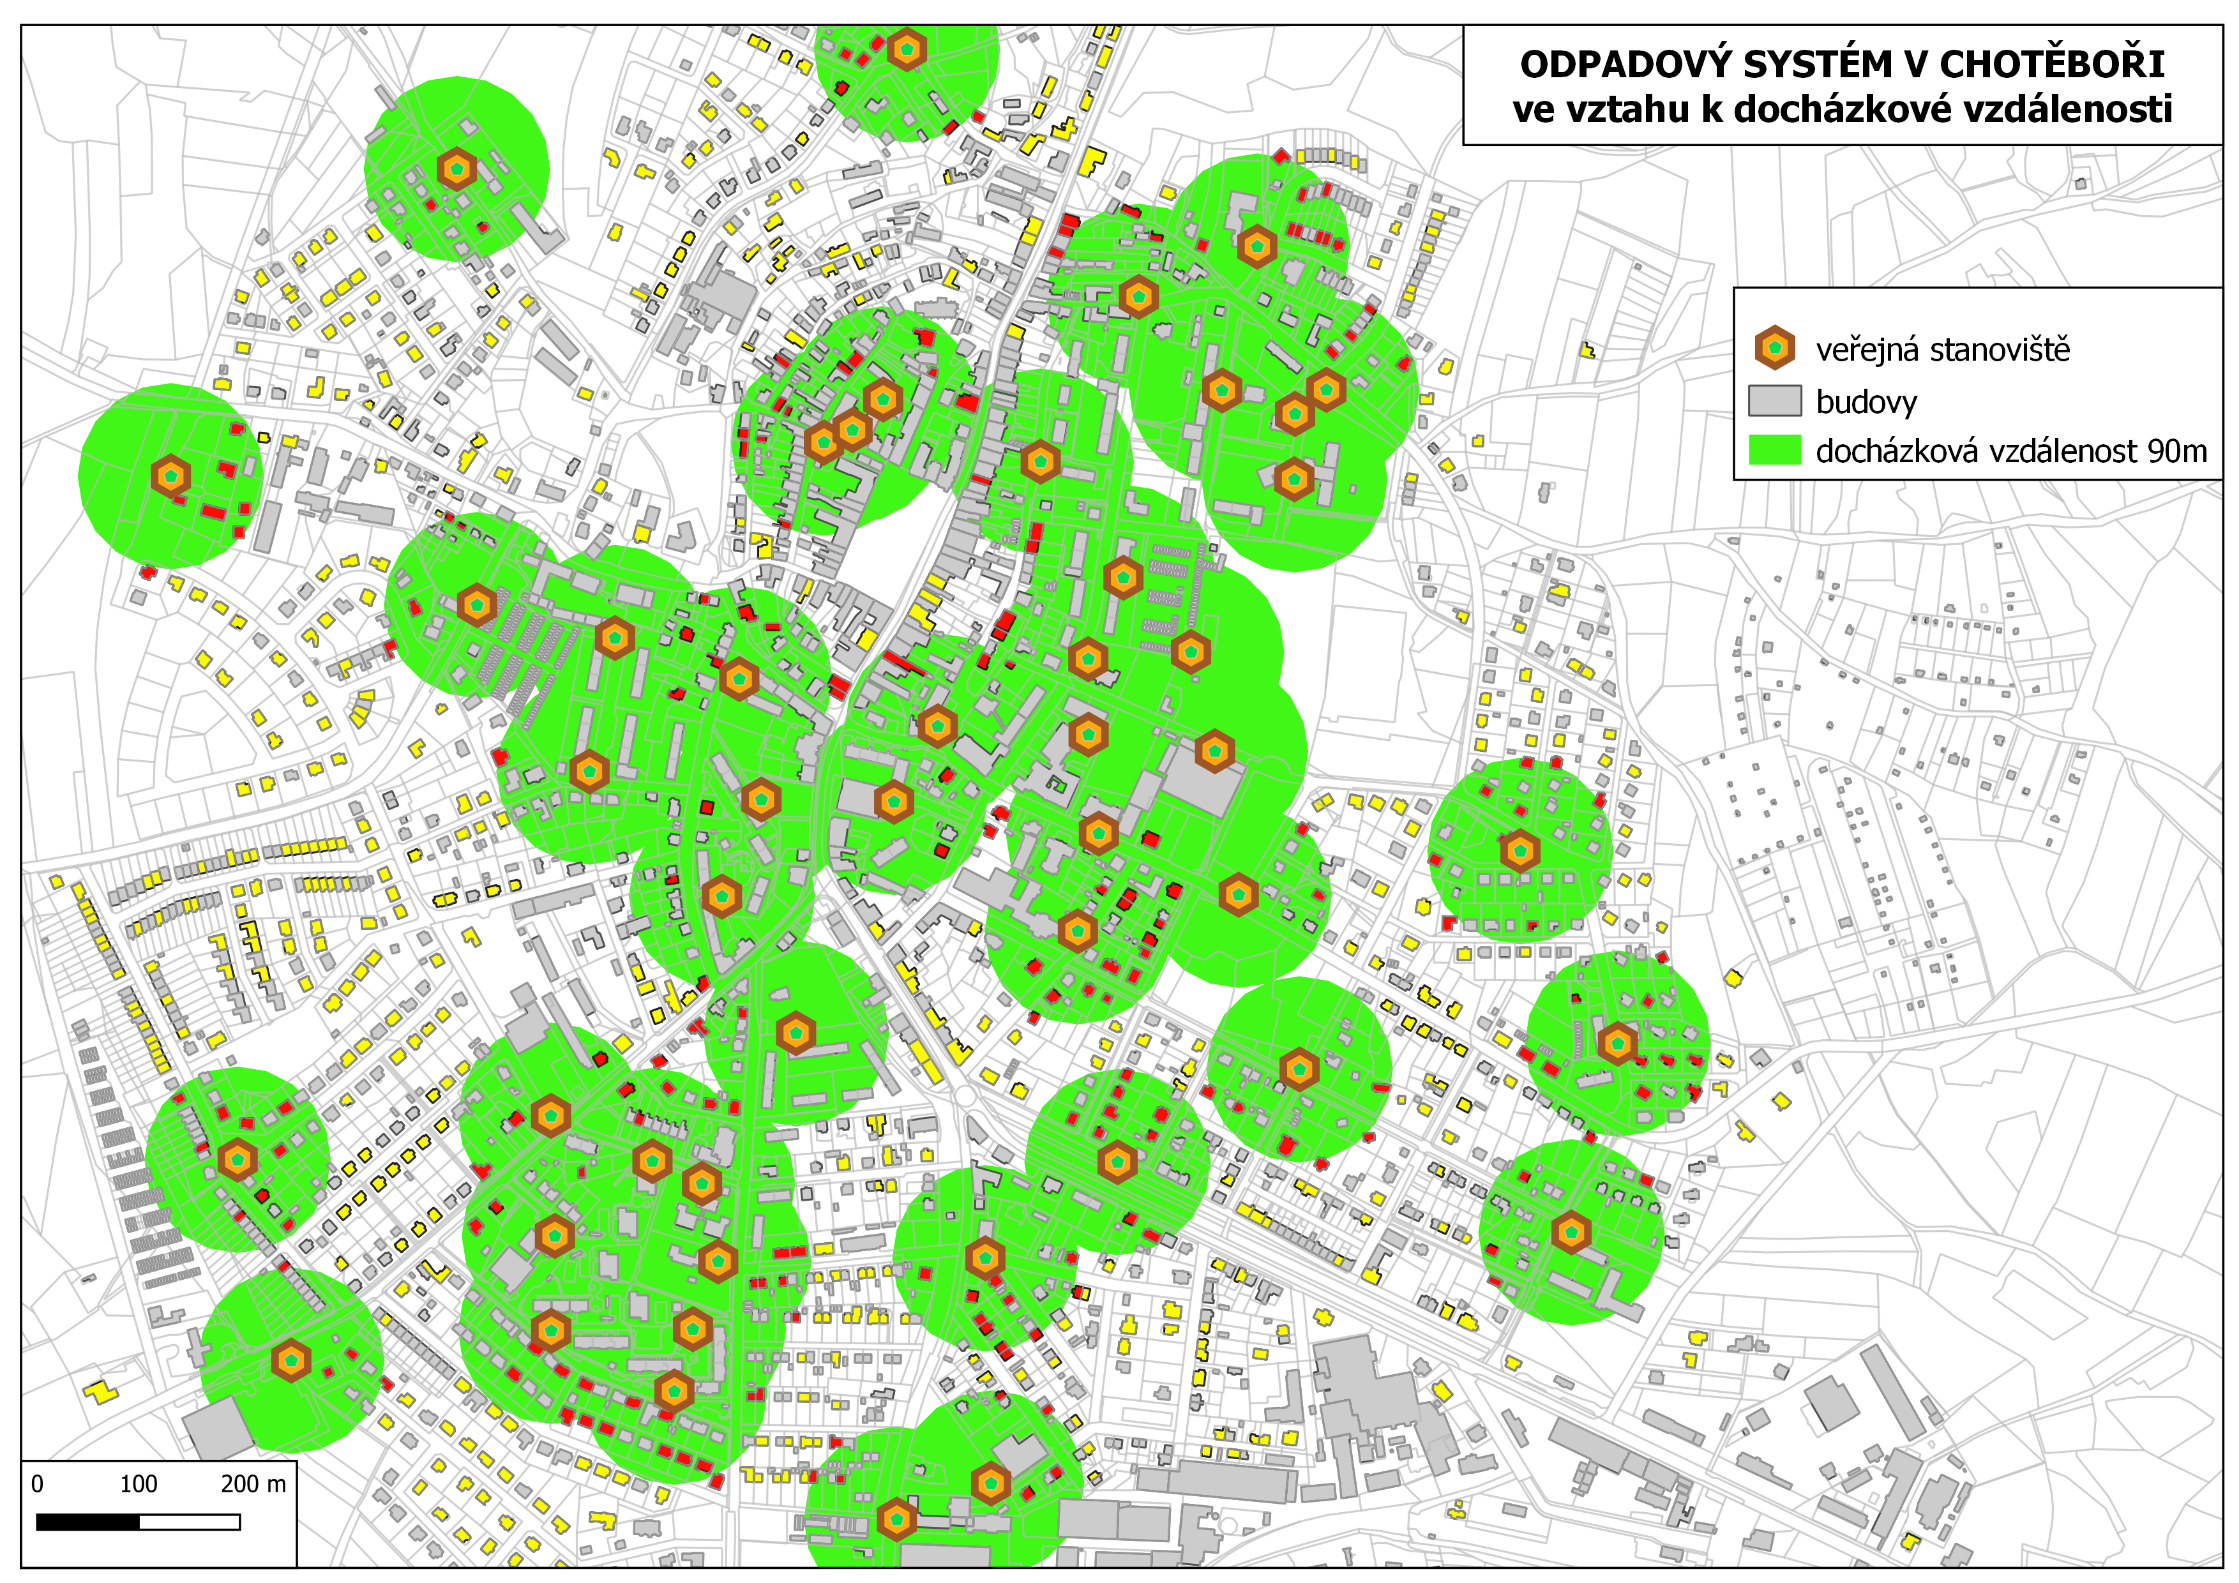 ODPADOVÝ SYSTÉM V CHOTĚBOŘI
ve vztahu k docházkové vzdálenosti
veřejná stanoviště
budovy
docházková vzdálenost 90m
0 100 200 m